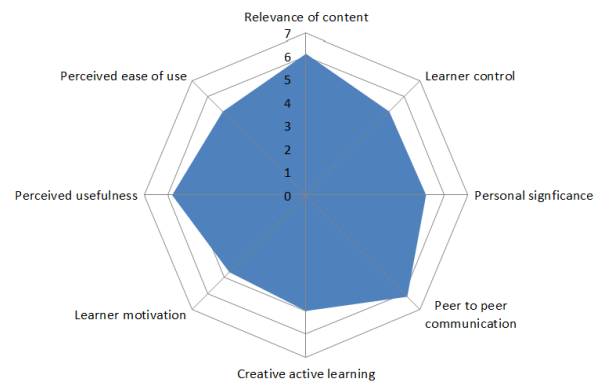 Relevance of content
7
6
5
4
3
2
1
0
Perceived ease of use
Learner control
Perceived usefulness
Personal signficance
Learner motivation
Peer to peer
communication
Creative active learning